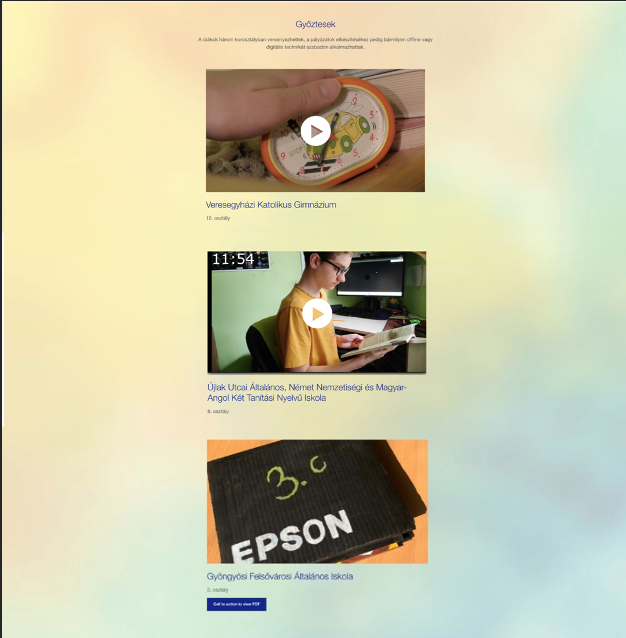 Győztesek
A diákok három korosztályban versenyezhettek, a pályázatok elkészítéséhez pedig bármilyen offline vagy
digitális technikát szabadon alkalmazhattak.
STOP
Veresegyházi Katolikus Gimnázium
10. osztály
11:54
Újlak Utcai Általános, Német Nemzetiségi és Magyar-
Angol Két Tanítási Nyelvű Iskola
8. osztály
3. c
EPSON
Gyöngyösi Felsővárosi Általános Iskola
3. osztály
Call to action to view PDF